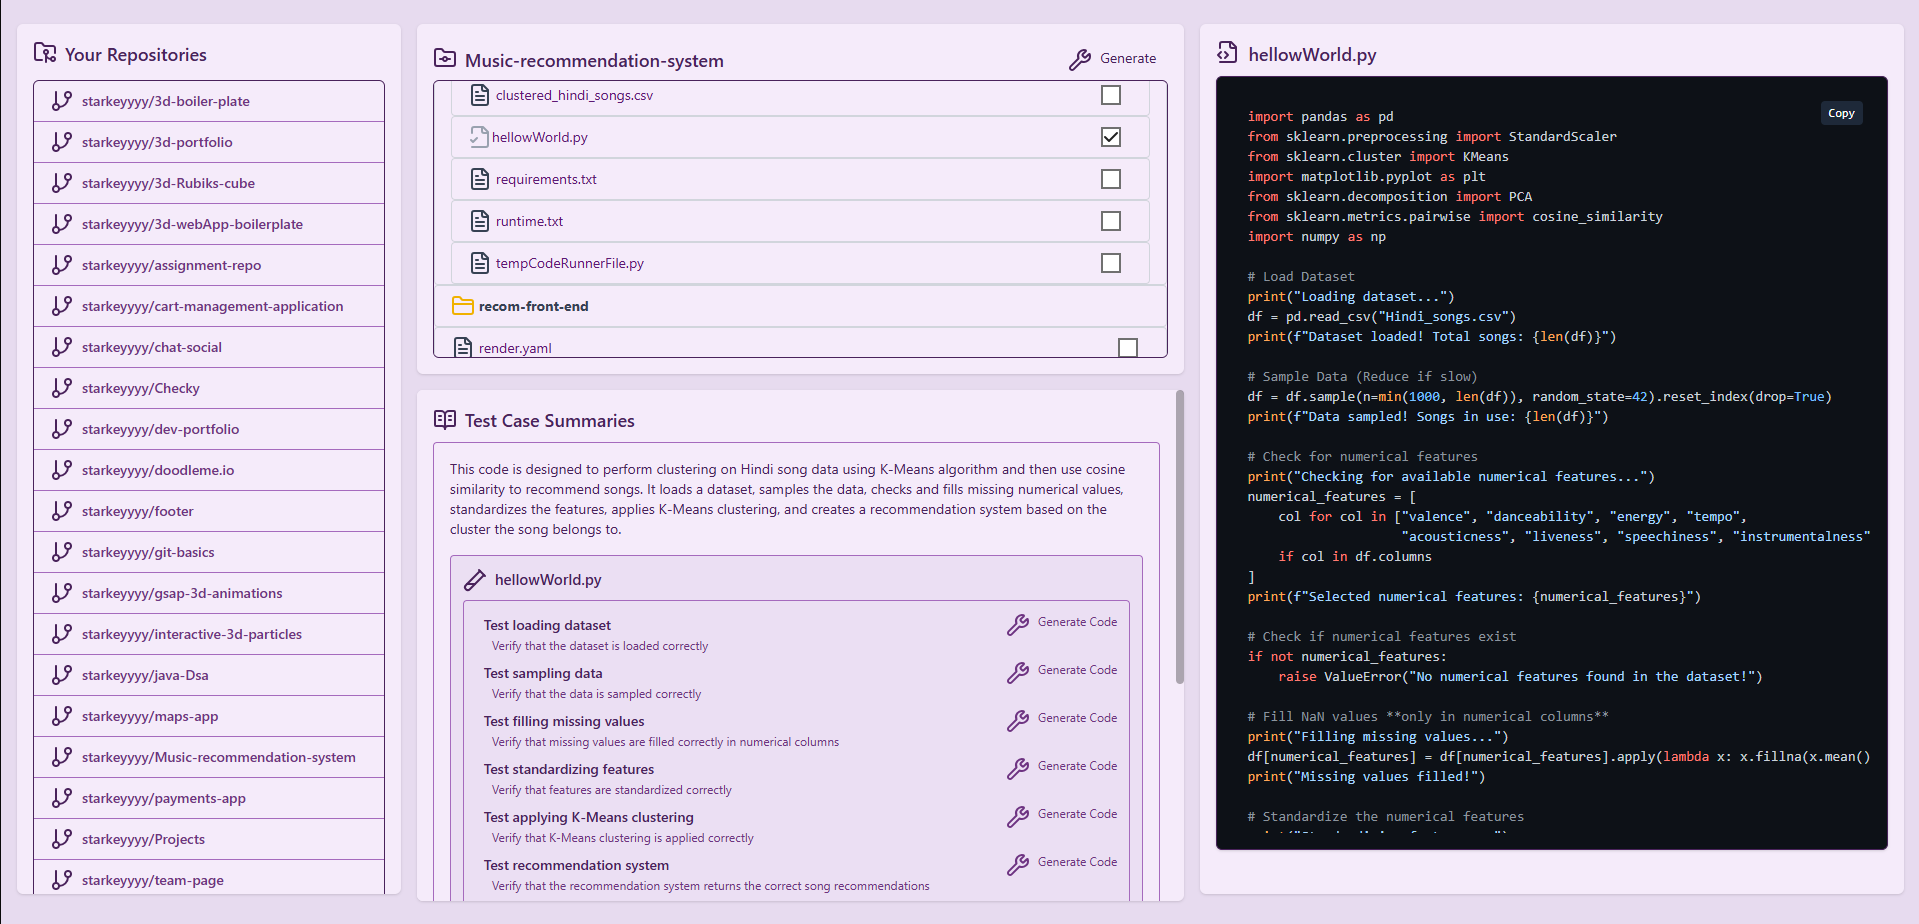 Your Repositories
starkeyyyy/3d-boiler-plate
starkeyyyy/3d-portfolio
starkeyyyy/3d-Rubiks-cube
starkeyyyy/3d-webApp-boilerplate
starkeyyyy/assignment-repo
starkeyyyy/cart-management-application
starkeyyyy/chat-social
starkeyyyy/Checky
starkeyyyy/dev-portfolio
starkeyyyy/doodleme.io
starkeyyyy/footer
starkeyyyy/git-basics
starkeyyyy/gsap-3d-animations
starkeyyyy/interactive-3d-particles
starkeyyyy/java-Dsa
starkeyyyy/maps-app
starkeyyyy/Music-recommendation-system
starkeyyyy/payments-app
starkeyyyy/Projects
starkeyyyy/team-page
Music-recommendation-system
Generate
clustered_hindi_songs.csv
hellowWorld.py
requirements.txt
runtime.txt
tempCodeRunnerFile.py
recom-front-end
render.yaml
Test Case Summaries
This code is designed to perform clustering on Hindi song data using K-Means algorithm and then use cosine
similarity to recommend songs. It loads a dataset, samples the data, checks and fills missing numerical values,
standardizes the features, applies K-Means clustering, and creates a recommendation system based on the
cluster the song belongs to.
hellowWorld.py
Test loading dataset
Generate Code
Verify that the dataset is loaded correctly
Test sampling data
Generate Code
Verify that the data is sampled correctly
Test filling missing values
Generate Code
Verify that missing values are filled correctly in numerical columns
Test standardizing features
Generate Code
Verify that features are standardized correctly
Test applying K-Means clustering
Generate Code
Verify that K-Means clustering is applied correctly
Test recommendation system
Generate Code
Verify that the recommendation system returns the correct song recommendations
hellowWorld.py
Copy
import pandas as pd
from sklearn.preprocessing import StandardScaler
from sklearn.cluster import KMeans
import matplotlib.pyplot as plt
from sklearn.decomposition import PCA
from sklearn.metrics.pairwise import cosine_similarity
import numpy as np
# Load Dataset
print("Loading dataset...")
df = pd.read_csv("Hindi_songs.csv")
print(f"Dataset loaded! Total songs: {len(df)}")
# Sample Data (Reduce if slow)
df = df.sample(n=min(1000, len(df)), random_state=42).reset_index(drop=True)
print(f"Data sampled! Songs in use: {len(df)}")
# Check for numerical features
print("Checking for available numerical features...")
numerical_features = [
    col for col in ["valence", "danceability", "energy", "tempo",
                    "acousticness", "liveness", "speechiness", "instrumentalness"
    if col in df.columns
]
print(f"Selected numerical features: {numerical_features}")
# Check if numerical features exist
if not numerical_features:
    raise ValueError("No numerical features found in the dataset!")
# Fill NaN values **only in numerical columns**
print("Filling missing values...")
df[numerical_features] = df[numerical_features].apply(lambda x: x.fillna(x.mean()
print("Missing values filled!")
# Standardize the numerical features